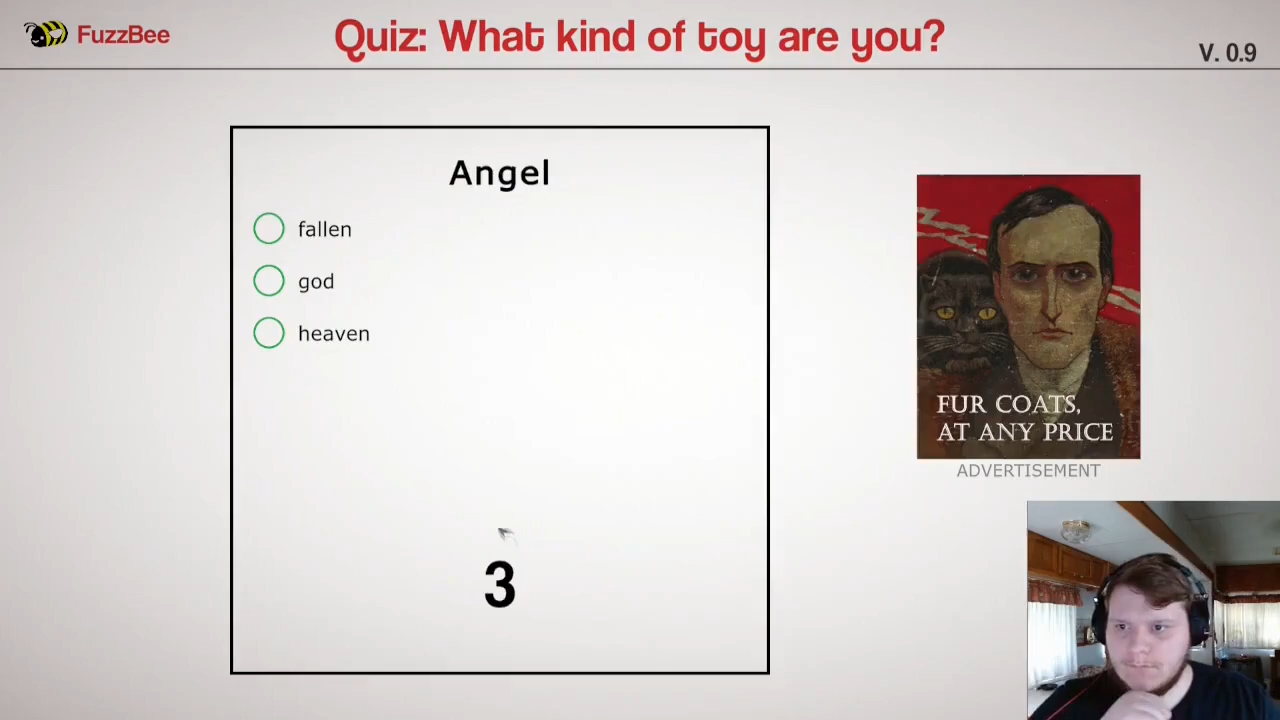 FuzzBee
Quiz: What kind of toy are you?
V. 0.9
Angel
fallen
god
heaven
3
FUR COATS,
AT ANY PRICE
ADVERTISEMENT